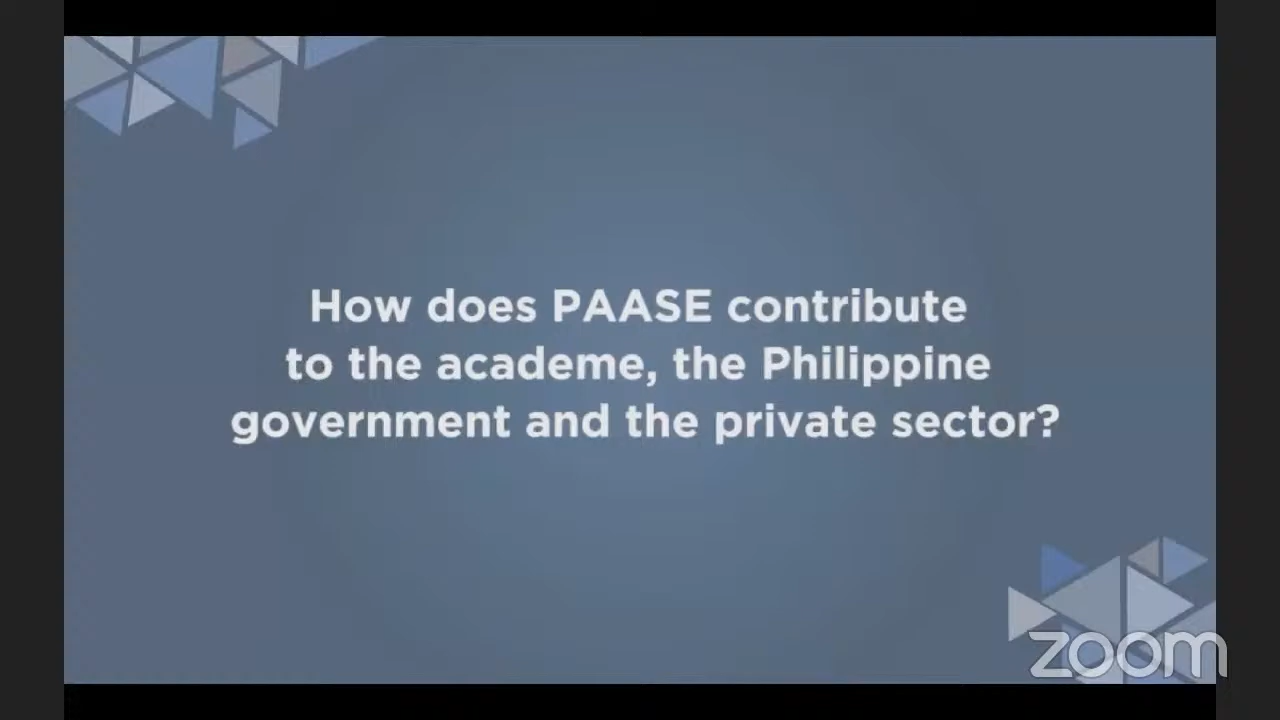 How does PAASE contribute
to the academe, the Philippine
government and the private sector?
zoom